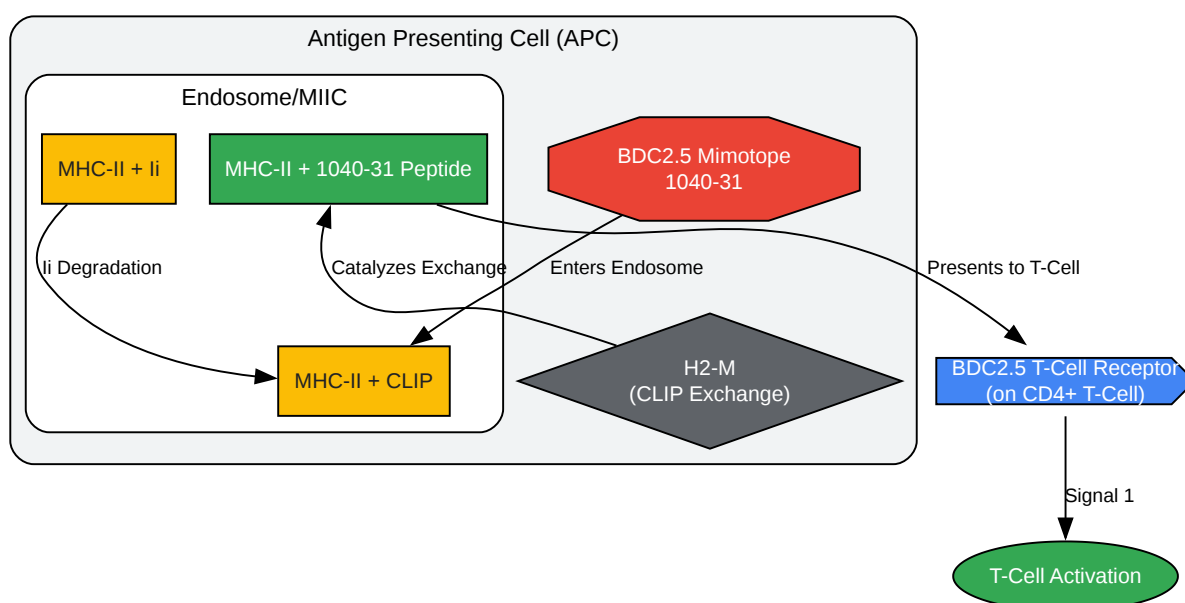 Antigen Presenting Cell (APC)
Endosome/MIIC
MHC-II + Ii
MHC-II + 1040-31 Peptide
BDC2.5 Mimotope
1040-31
Ii Degradation
Catalyzes Exchange
Enters Endosome
Presents to T-Cell
MHC-II + CLIP
H2-M
(CLIP Exchange)
BDC2.5 T-Cell Receptor
(on CD4+ T-Cell)
Signal 1
T-Cell Activation